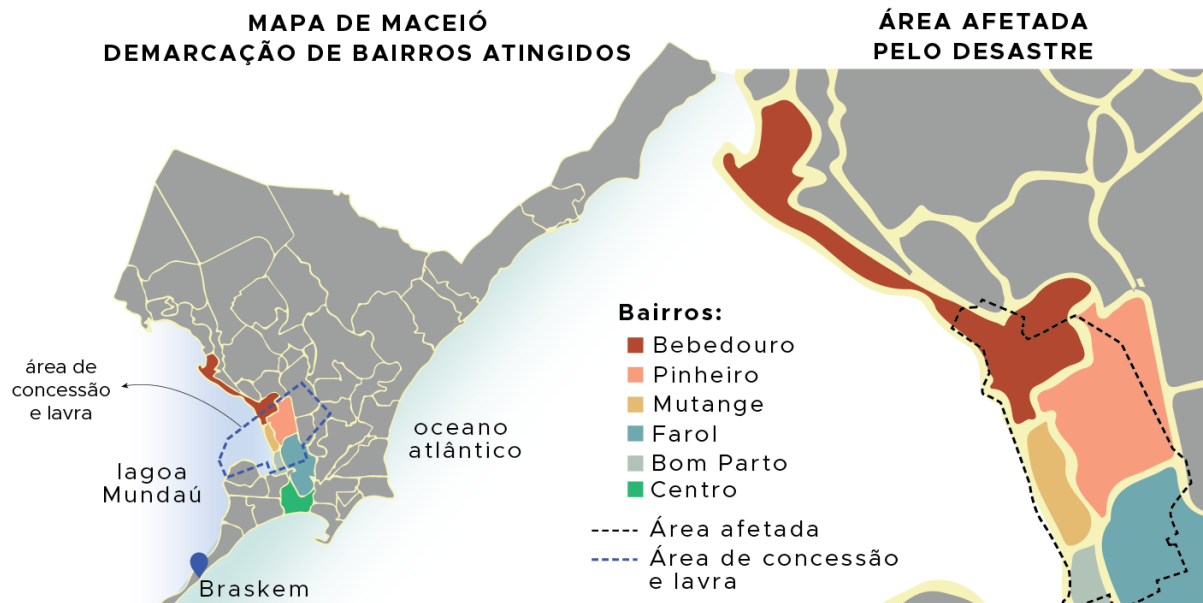 MAPA DE MACEIÓ
DEMARCAÇÃO DE BAIRROS ATINGIDOS
ÁREA AFETADA
PELO DESASTRE
área de
concessão
e lavra
lagoa
Mundaú
oceano
atlântico
Braskem
Bairros:
Bebedouro
Pinheiro
Mutange
Farol
Bom Parto
Centro
Área afetada
Área de concessão
e lavra